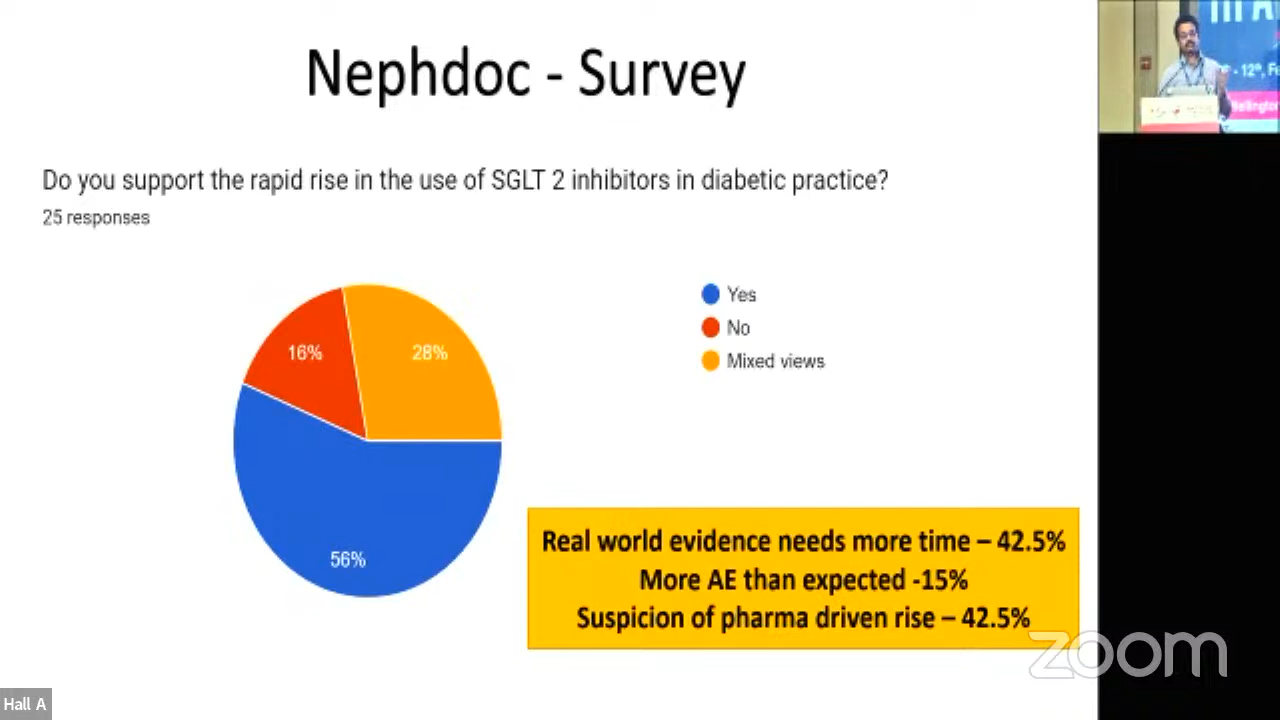 Nephdoc - Survey
Do you support the rapid rise in the use of SGLT 2 inhibitors in diabetic practice?
25 responses
Yes
No
Mixed views
16%
28%
56%
Real world evidence needs more time – 42.5%
More AE than expected -15%
Suspicion of pharma driven rise – 42.5%
zoom
Hall A
- 12th, Fe